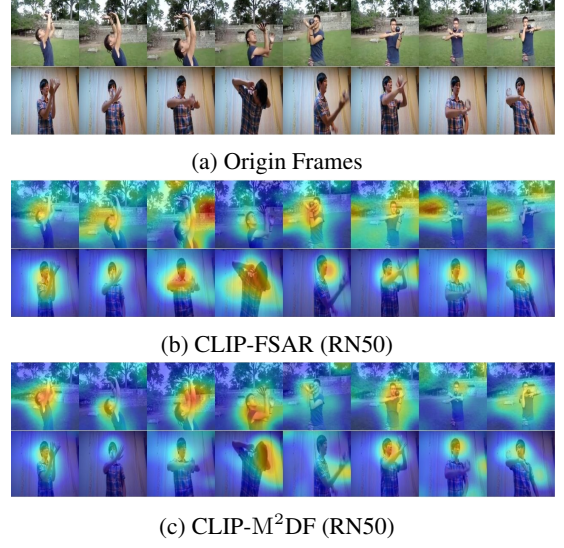 (a) Origin Frames
(b) CLIP-FSAR (RN50)
(c) CLIP-M²DF (RN50)